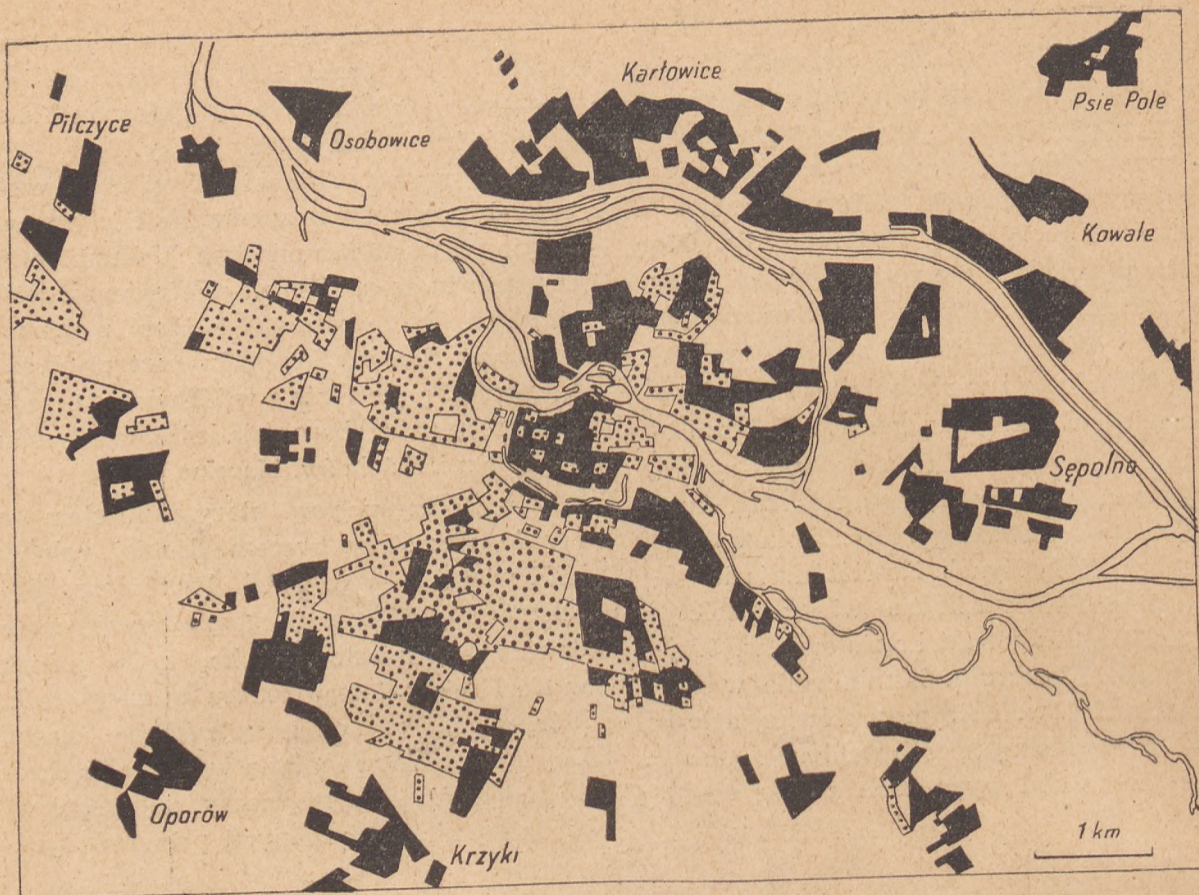 Karłowice
Psie Pole
Pilczyce
Osobowice
Kowale
Sępolno
Oporów
Krzyki
1 km